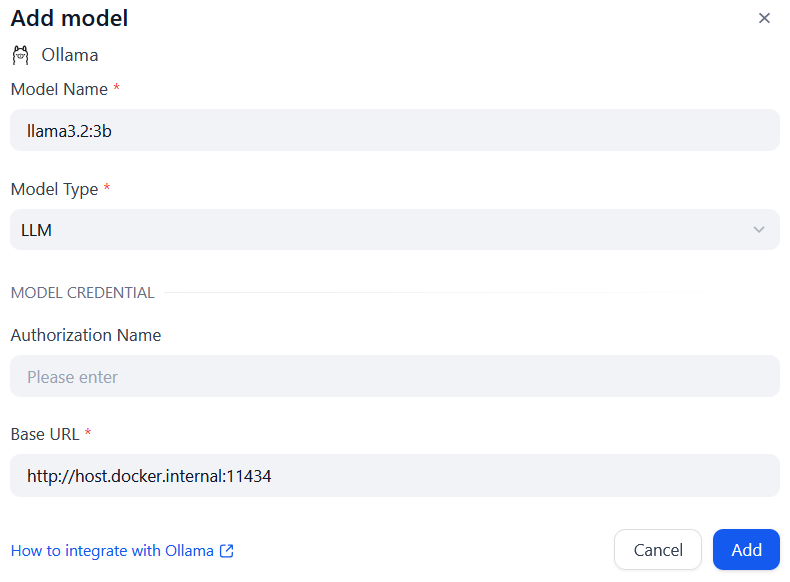 Add model
Ollama
Model Name *
llama3.2:3b
Model Type *
LLM
MODEL CREDENTIAL
Authorization Name
Please enter
Base URL *
http://host.docker.internal:11434
How to integrate with Ollama
Cancel
Add